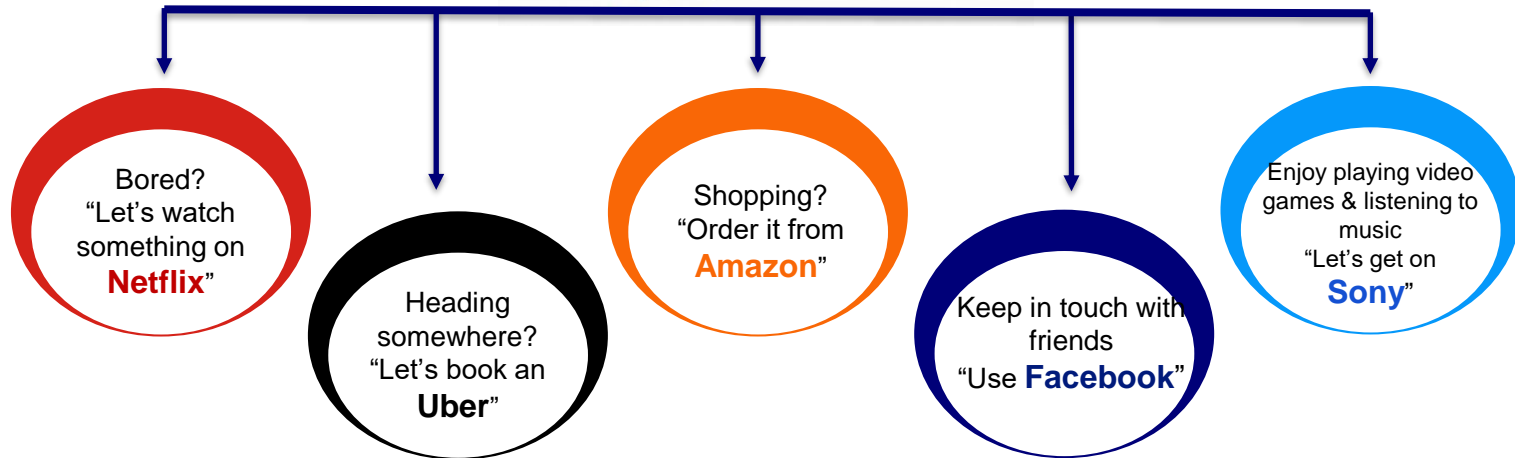 Bored?
“Let’s watch
something on
Netflix”
Heading
somewhere?
“Let’s book an
Uber”
Shopping?
“Order it from
Amazon”
Keep in touch with
friends
“Use Facebook”
Enjoy playing video
games & listening to
music
“Let’s get on
Sony”